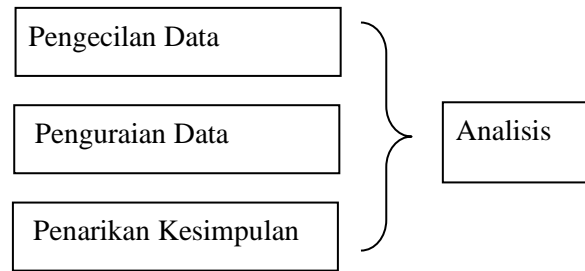 Pengecilan Data
Penguraian Data
Analisis
Penarikan Kesimpulan